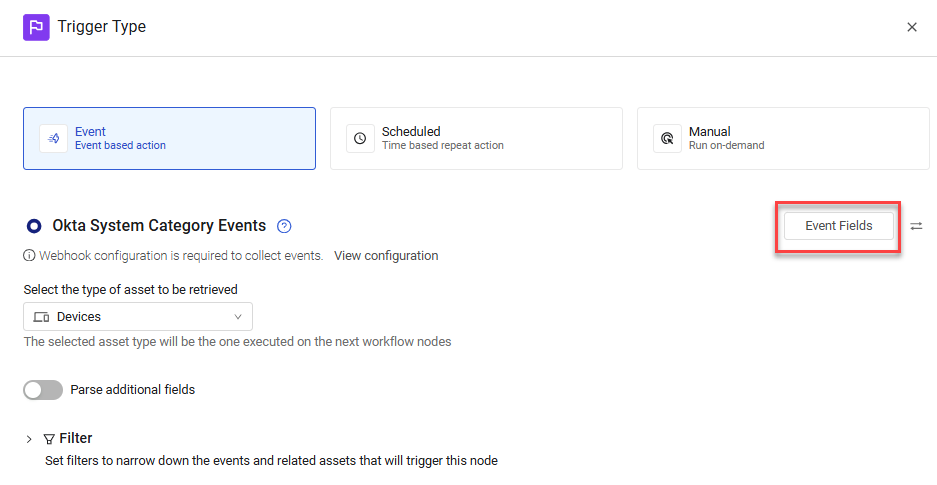 Trigger Type
Event
Event based action
Scheduled
Time based repeat action
Manual
Run on-demand
Okta System Category Events
Event Fields
Webhook configuration is required to collect events. View configuration
Select the type of asset to be retrieved
Devices
The selected asset type will be the one executed on the next workflow nodes
Parse additional fields
Filter
Set filters to narrow down the events and related assets that will trigger this node